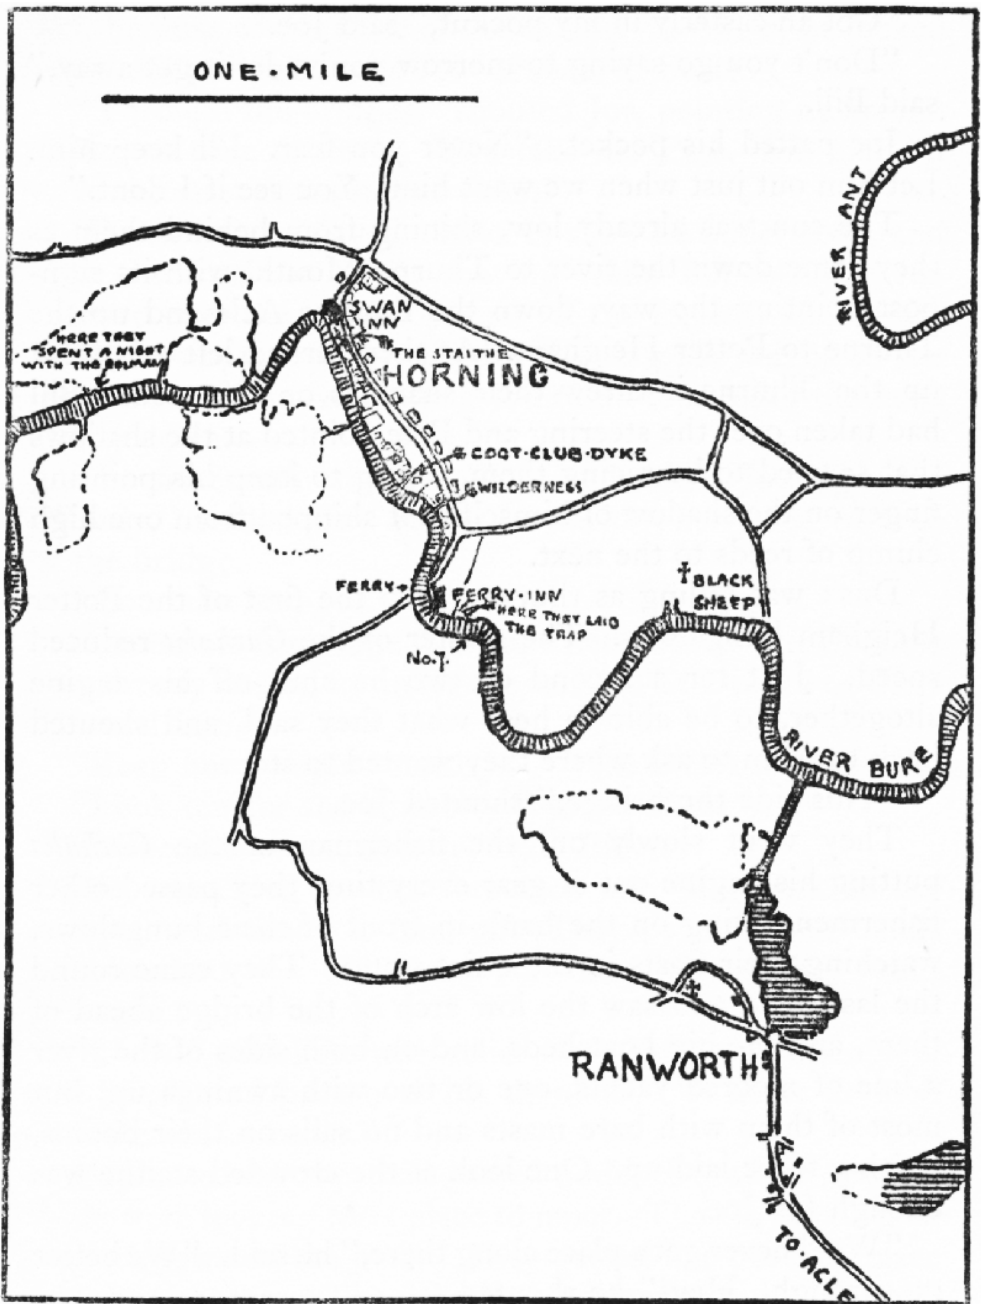 ONE·MILE
RIVER ANT
SWAN
INN
THE STAITHE
HORNING
HERE THEY
SPENT A NIGHT
WITH THE
COOT·CLUB·DYKE
WILDERNESS
FERRY
FERRY·INN
HERE THEY LAID
THE TRAP
No.7.
BLACK
SHEEP
RIVER BURE
RANWORTH
TO·ACLE